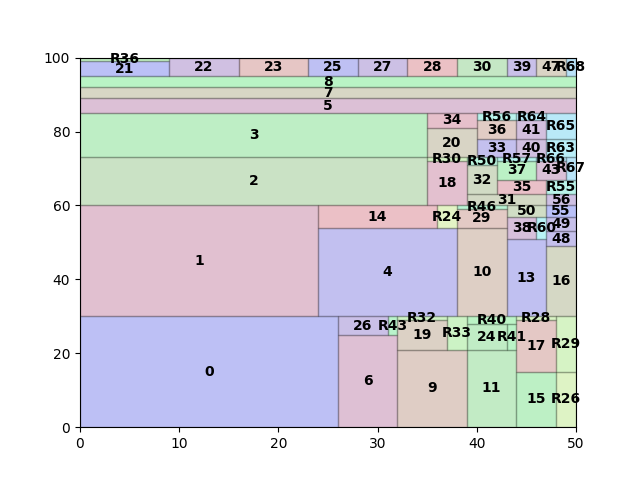 100
80
60
40
20
0
R36
21 22 23 25 27 28 30 39 47 R68
8
7
5
34 R56 R64
3 36 41 R65
20 33 40 R63
R30 R50 R57 R66
2 18 32 37 43 R67
35 R55
31 56
R46
1 14 R24 29 50 55
38 R60 49
48
4 10 13 16
R32 R40 R28
26 R43 19 R33 24 R41 17 R29
0 6 9 11 15 R26
0 10 20 30 40 50